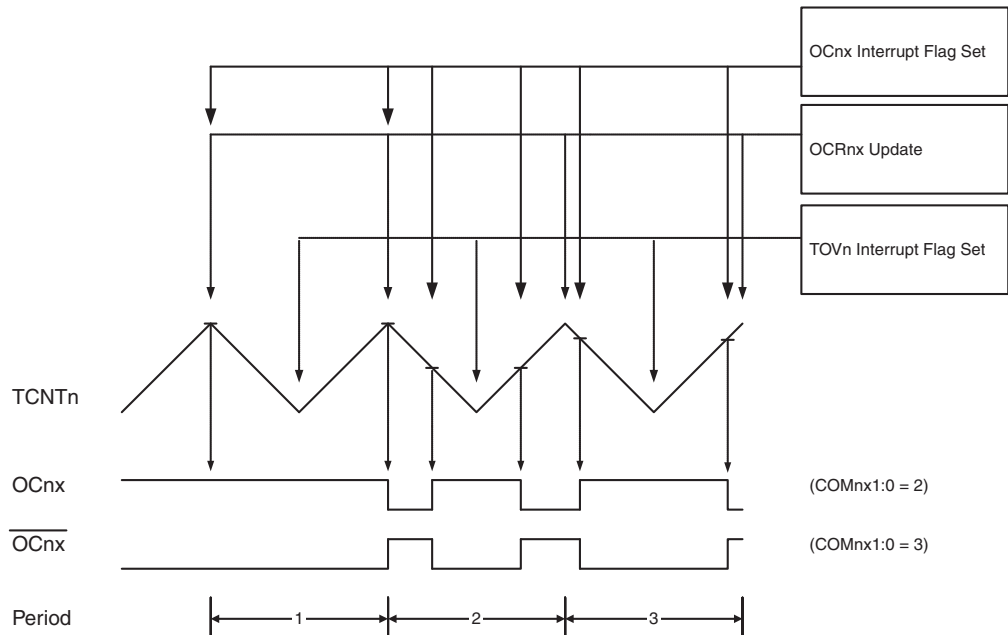 OCnx Interrupt Flag Set
OCRnx Update
TOVn Interrupt Flag Set
TCNTn
OCnx (COMnx1:0 = 2)
OCnx (COMnx1:0 = 3)
Period 1 2 3